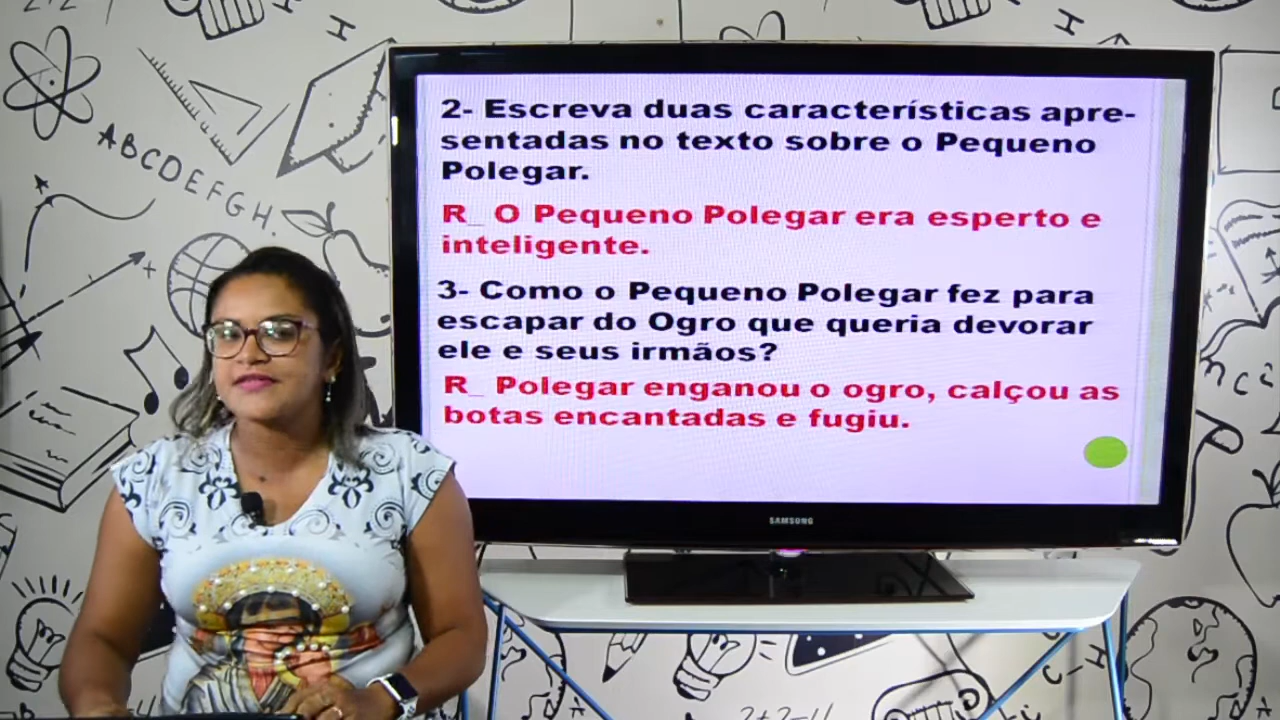 2- Escreva duas características apre-
sentadas no texto sobre o Pequeno
Polegar.
R_ O Pequeno Polegar era esperto e
inteligente.
3- Como o Pequeno Polegar fez para
escapar do Ogro que queria devorar
ele e seus irmãos?
R_ Polegar enganou o ogro, calçou as
botas encantadas e fugiu.
SAMSUNG
ABCDEFGH